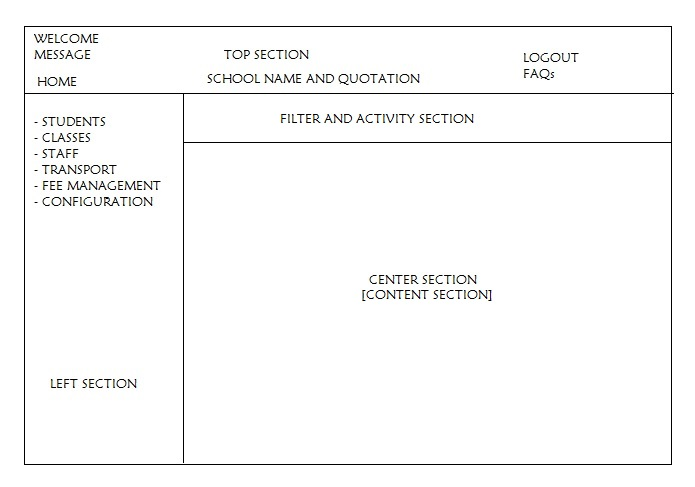 WELCOME
MESSAGE
TOP SECTION
LOGOUT
HOME
SCHOOL NAME AND QUOTATION
FAQs
- STUDENTS
- CLASSES
- STAFF
- TRANSPORT
- FEE MANAGEMENT
- CONFIGURATION
FILTER AND ACTIVITY SECTION
CENTER SECTION
[CONTENT SECTION]
LEFT SECTION